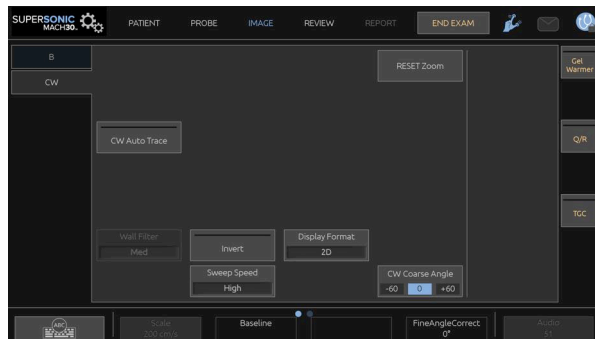 SUPERSONIC
MACH30.
PATIENT
PROBE
IMAGE
REVIEW
REPORT
END EXAM
B
CW
RESET Zoom
Gel
Warmer
CW Auto Trace
Q/R
TGC
Wall Filter
Med
Invert
Display Format
2D
Sweep Speed
High
CW Coarse Angle
-60 0 +60
ABC
Scale
200 cm/s
Baseline
FineAngleCorrect
0°
Audio
51